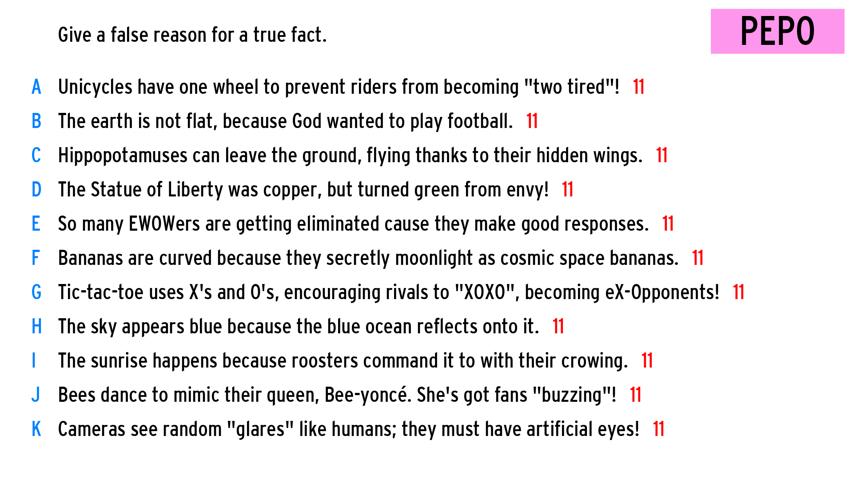 Give a false reason for a true fact.
PEPO
A Unicycles have one wheel to prevent riders from becoming "two tired"! 11
B The earth is not flat, because God wanted to play football. 11
C Hippopotamuses can leave the ground, flying thanks to their hidden wings. 11
D The Statue of Liberty was copper, but turned green from envy! 11
E So many EWOWers are getting eliminated cause they make good responses. 11
F Bananas are curved because they secretly moonlight as cosmic space bananas. 11
G Tic-tac-toe uses X's and O's, encouraging rivals to "XOXO", becoming eX-Opponents! 11
H The sky appears blue because the blue ocean reflects onto it. 11
I The sunrise happens because roosters command it to with their crowing. 11
J Bees dance to mimic their queen, Bee-yoncé. She's got fans "buzzing"! 11
K Cameras see random "glares" like humans; they must have artificial eyes! 11